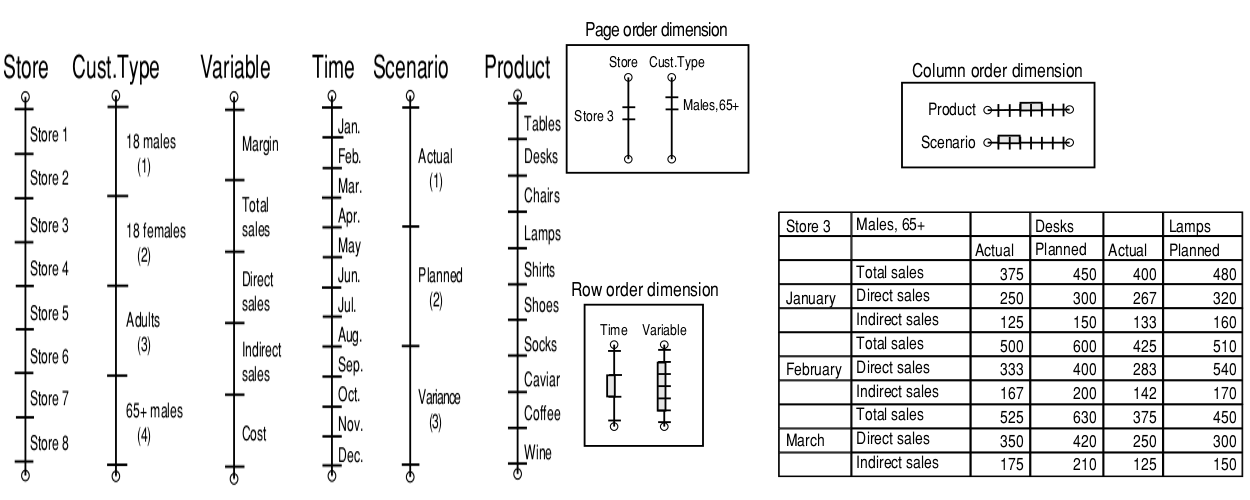 Store
Store 1
Store 2
Store 3
Store 4
Store 5
Store 6
Store 7
Store 8
Cust.Type
18 males
(1)
18 females
(2)
Adults
(3)
65+ males
(4)
Variable
Margin
Total
sales
Direct
sales
Indirect
sales
Cost
Time
Jan.
Feb.
Mar.
Apr.
May
Jun.
Jul.
Aug.
Sep.
Oct.
Nov.
Dec.
Scenario
Actual
(1)
Planned
(2)
Variance
(3)
Product
Tables
Desks
Chairs
Lamps
Shirts
Shoes
Socks
Caviar
Coffee
Wine
Page order dimension
Store Cust.Type
Store 3 Males,65+
Row order dimension
Time Variable
Column order dimension
Product
Scenario
Store 3 Males, 65+ Desks Lamps
Actual Planned Actual Planned
Total sales 375 450 400 480
January Direct sales 250 300 267 320
Indirect sales 125 150 133 160
Total sales 500 600 425 510
February Direct sales 333 400 283 540
Indirect sales 167 200 142 170
Total sales 525 630 375 450
March Direct sales 350 420 250 300
Indirect sales 175 210 125 150